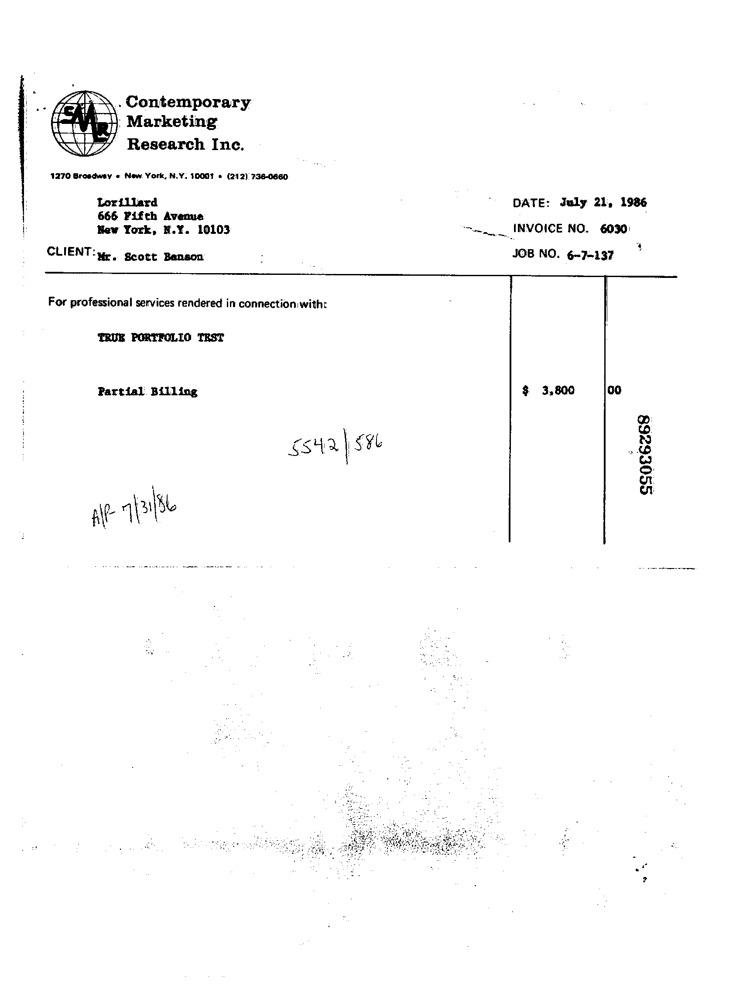 SMR
Contemporary
Marketing
Research Inc.
1270 Broadway • New York, N.Y. 10001 • (212) 736-0660
Lorillard
666 Fifth Avenue
New York, N.Y. 10103
CLIENT: Mr. Scott Benson
DATE: July 21, 1986
INVOICE NO. 6030
JOB NO. 6-7-137
For professional services rendered in connection with:
TRUE PORTFOLIO TEST
Partial Billing $ 3,800 00
5542 | 586
A/P 7/31/86
89293055